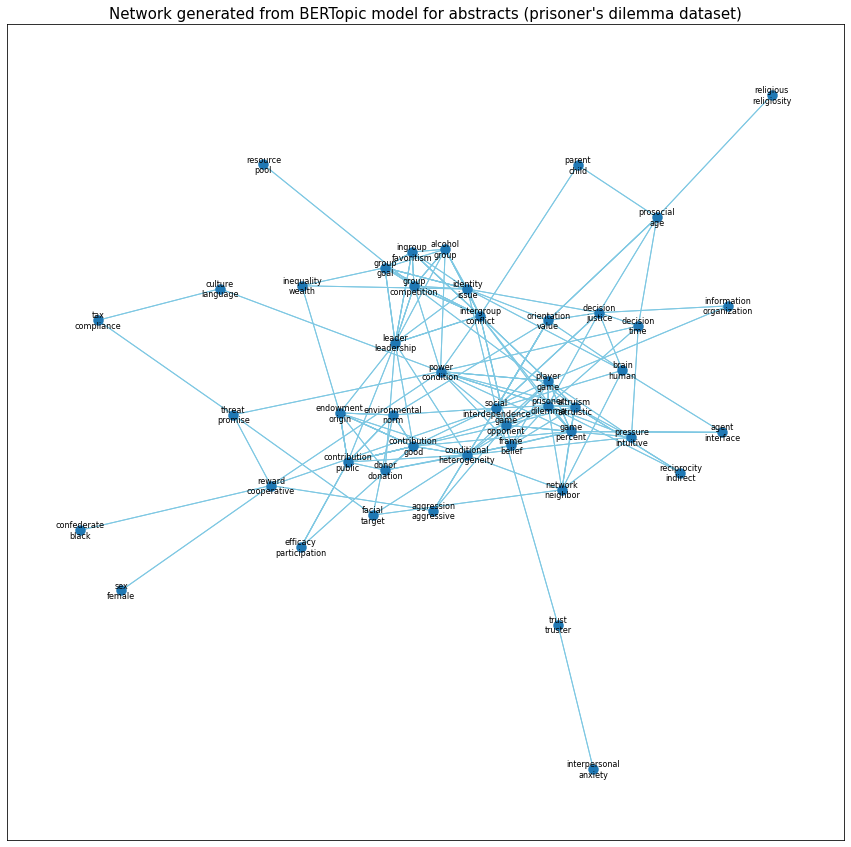 Network generated from BERTopic model for abstracts (prisoner's dilemma dataset)
religious
religiosity
resource
pool
parent
child
prosocial
age
ingroup
favoritism
alcohol
group
group
goal
culture
language
inequality
wealth
group
competition
identity
issue
information
organization
tax
compliance
intergroup
conflict
orientation
value
decision
justice
decision
time
leader
leadership
power
condition
brain
human
player
game
threat
promise
endowment
origin
environmental
norm
social
interdependence
prisoner
dilemma
altruism
altruistic
game
opponent
game
percent
pressure
intuitive
agent
interface
contribution
good
frame
belief
contribution
public
donor
donation
conditional
heterogeneity
reciprocity
indirect
reward
cooperative
network
neighbor
facial
target
aggression
aggressive
confederate
black
efficacy
participation
sex
female
trust
truster
interpersonal
anxiety